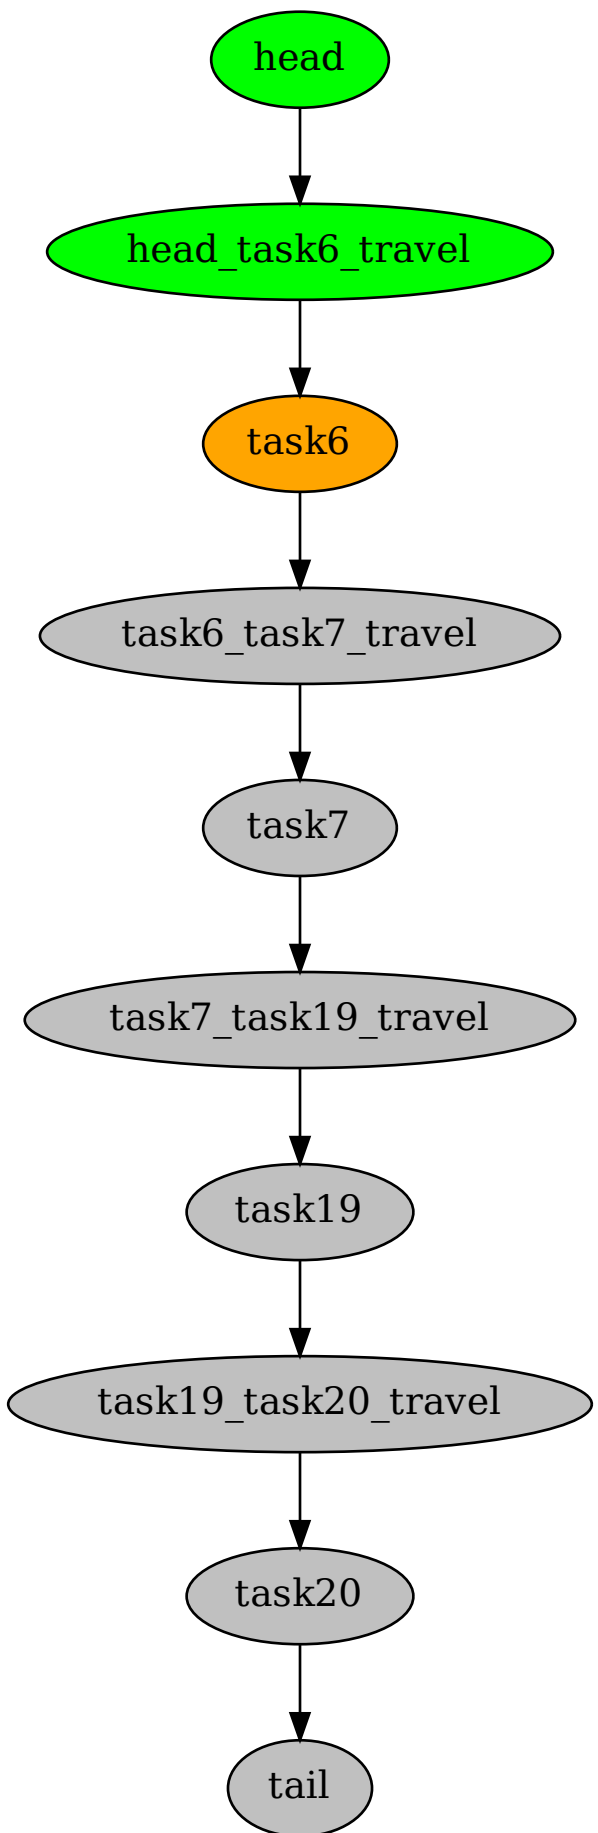 head
head_task6_travel
task6
task6_task7_travel
task7
task7_task19_travel
task19
task19_task20_travel
task20
tail